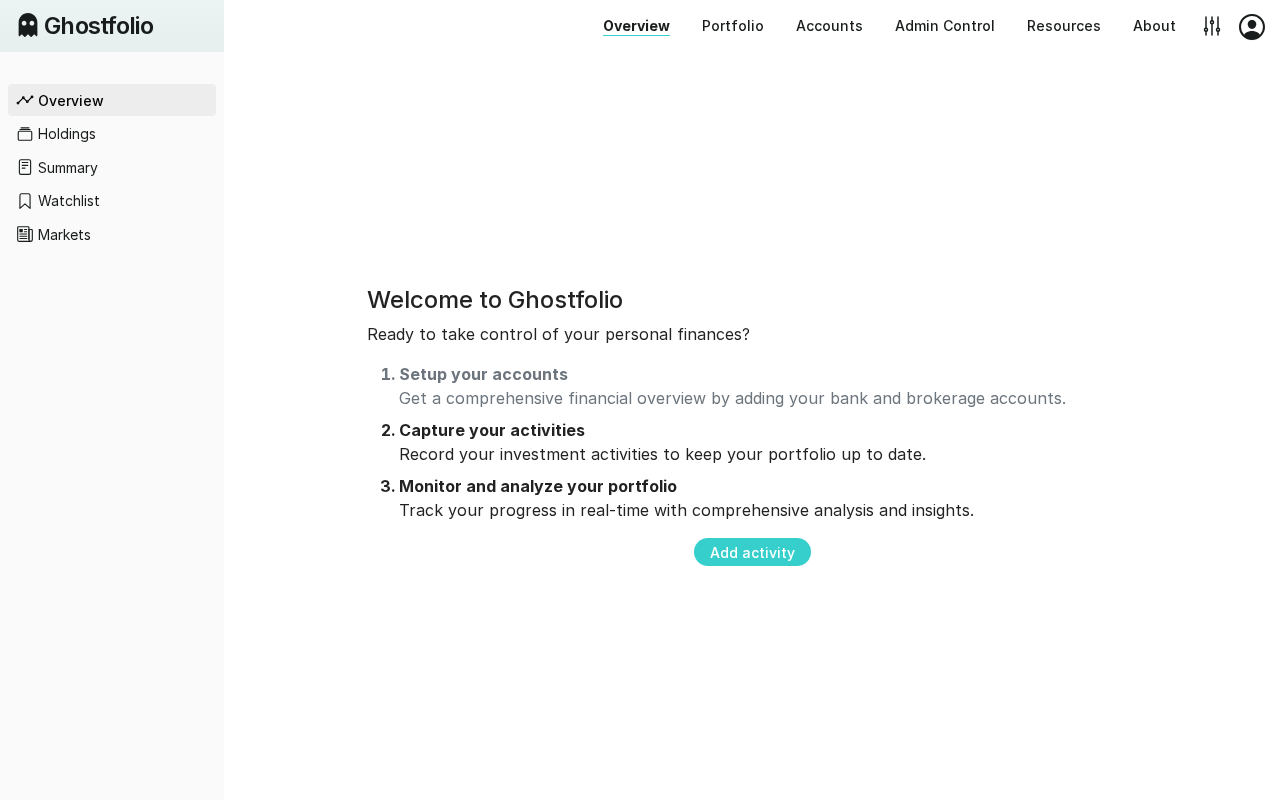 Ghostfolio
Overview
Portfolio
Accounts
Admin Control
Resources
About
Overview
Holdings
Summary
Watchlist
Markets
Welcome to Ghostfolio
Ready to take control of your personal finances?
1. Setup your accounts
Get a comprehensive financial overview by adding your bank and brokerage accounts.
2. Capture your activities
Record your investment activities to keep your portfolio up to date.
3. Monitor and analyze your portfolio
Track your progress in real-time with comprehensive analysis and insights.
Add activity